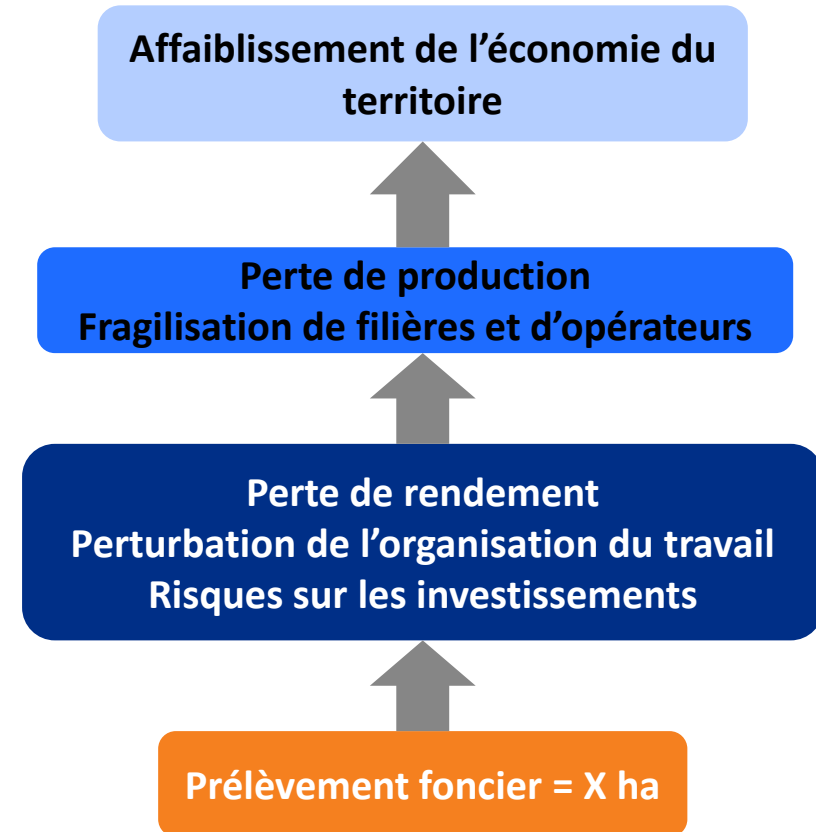 Affaiblissement de l’économie du
territoire
Perte de production
Fragilisation de filières et d’opérateurs
Perte de rendement
Perturbation de l’organisation du travail
Risques sur les investissements
Prélèvement foncier = X ha